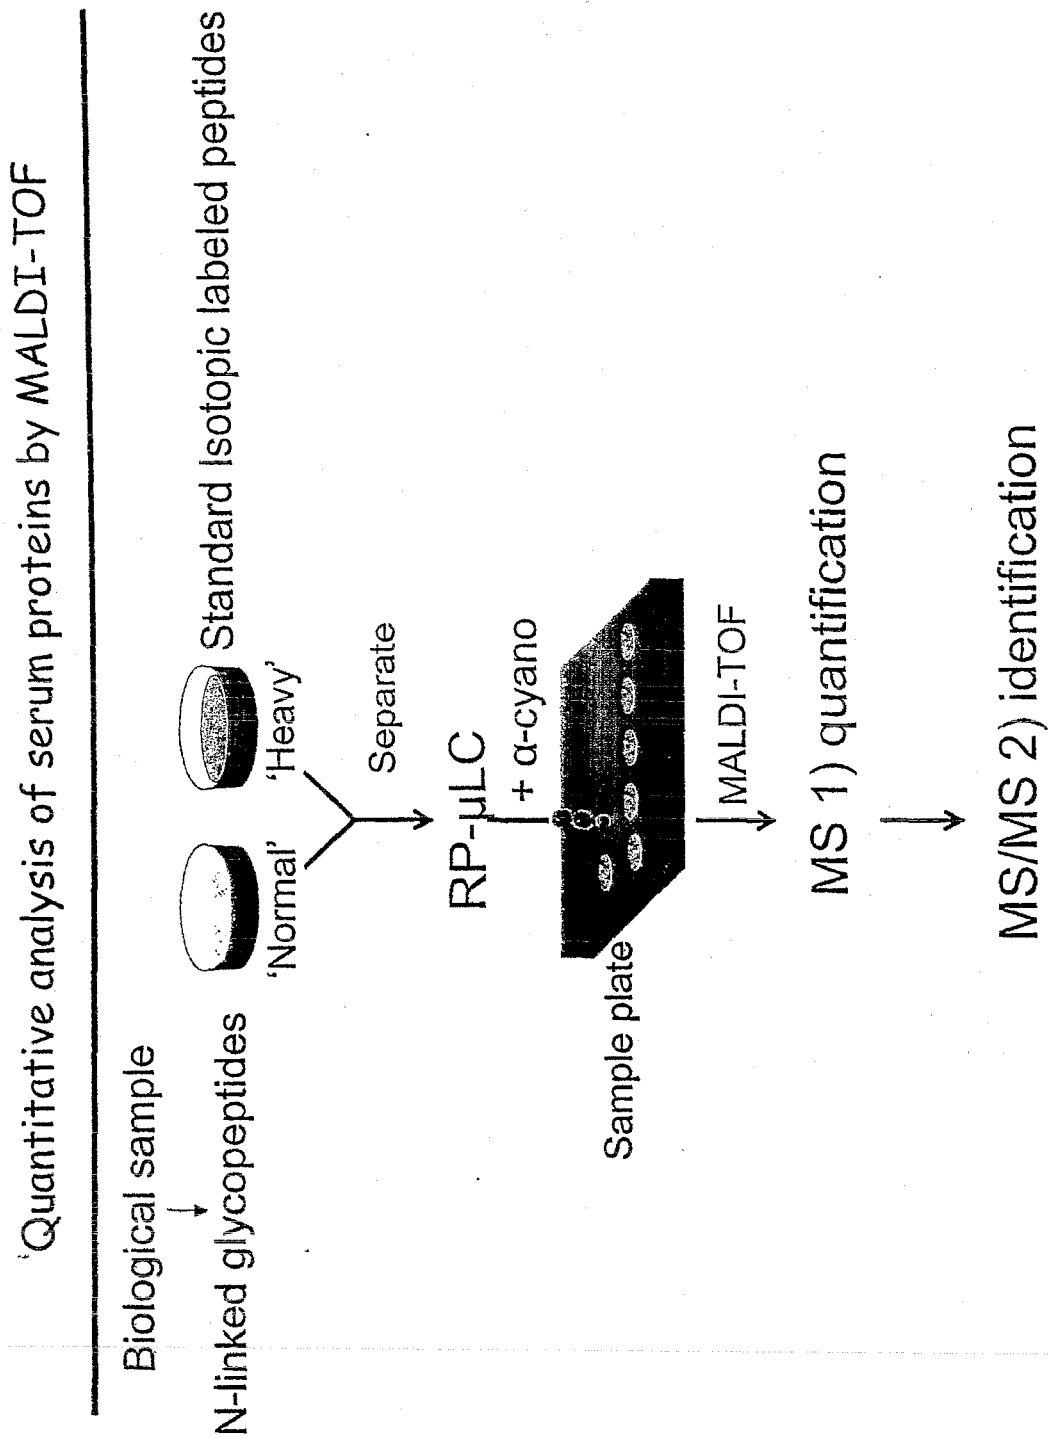 Quantitative analysis of serum proteins by MALDI-TOF
Biological sample
N-linked glycopeptides
Standard isotopic labeled peptides
'Normal'
'Heavy'
Separate
RP-μLC
+ α-cyano
Sample plate
MALDI-TOF
MS 1) quantification
MS/MS 2) identification